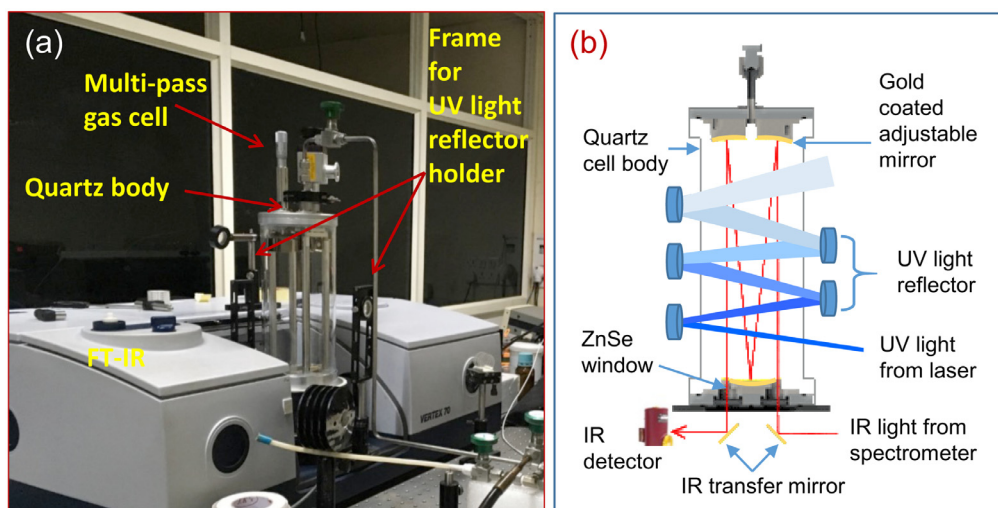 (a)
Frame
for
UV light
reflector
holder
Multi-pass
gas cell
Quartz body
FT-IR
VERTEX 70
(b)
Gold
coated
adjustable
mirror
Quartz
cell body
UV light
reflector
ZnSe
window
UV light
from laser
IR
detector
IR light from
spectrometer
IR transfer mirror